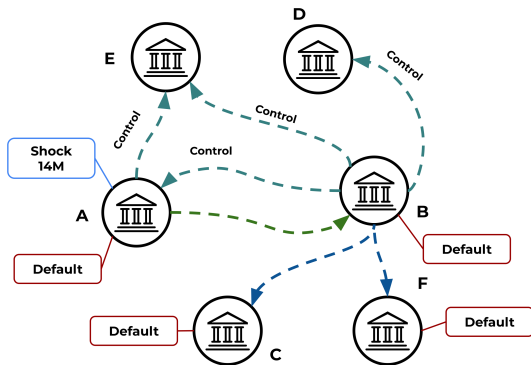 D
E
Control
Control
Control
Shock
14M
Control
A
B
Default
Default
F
Default
Default
C